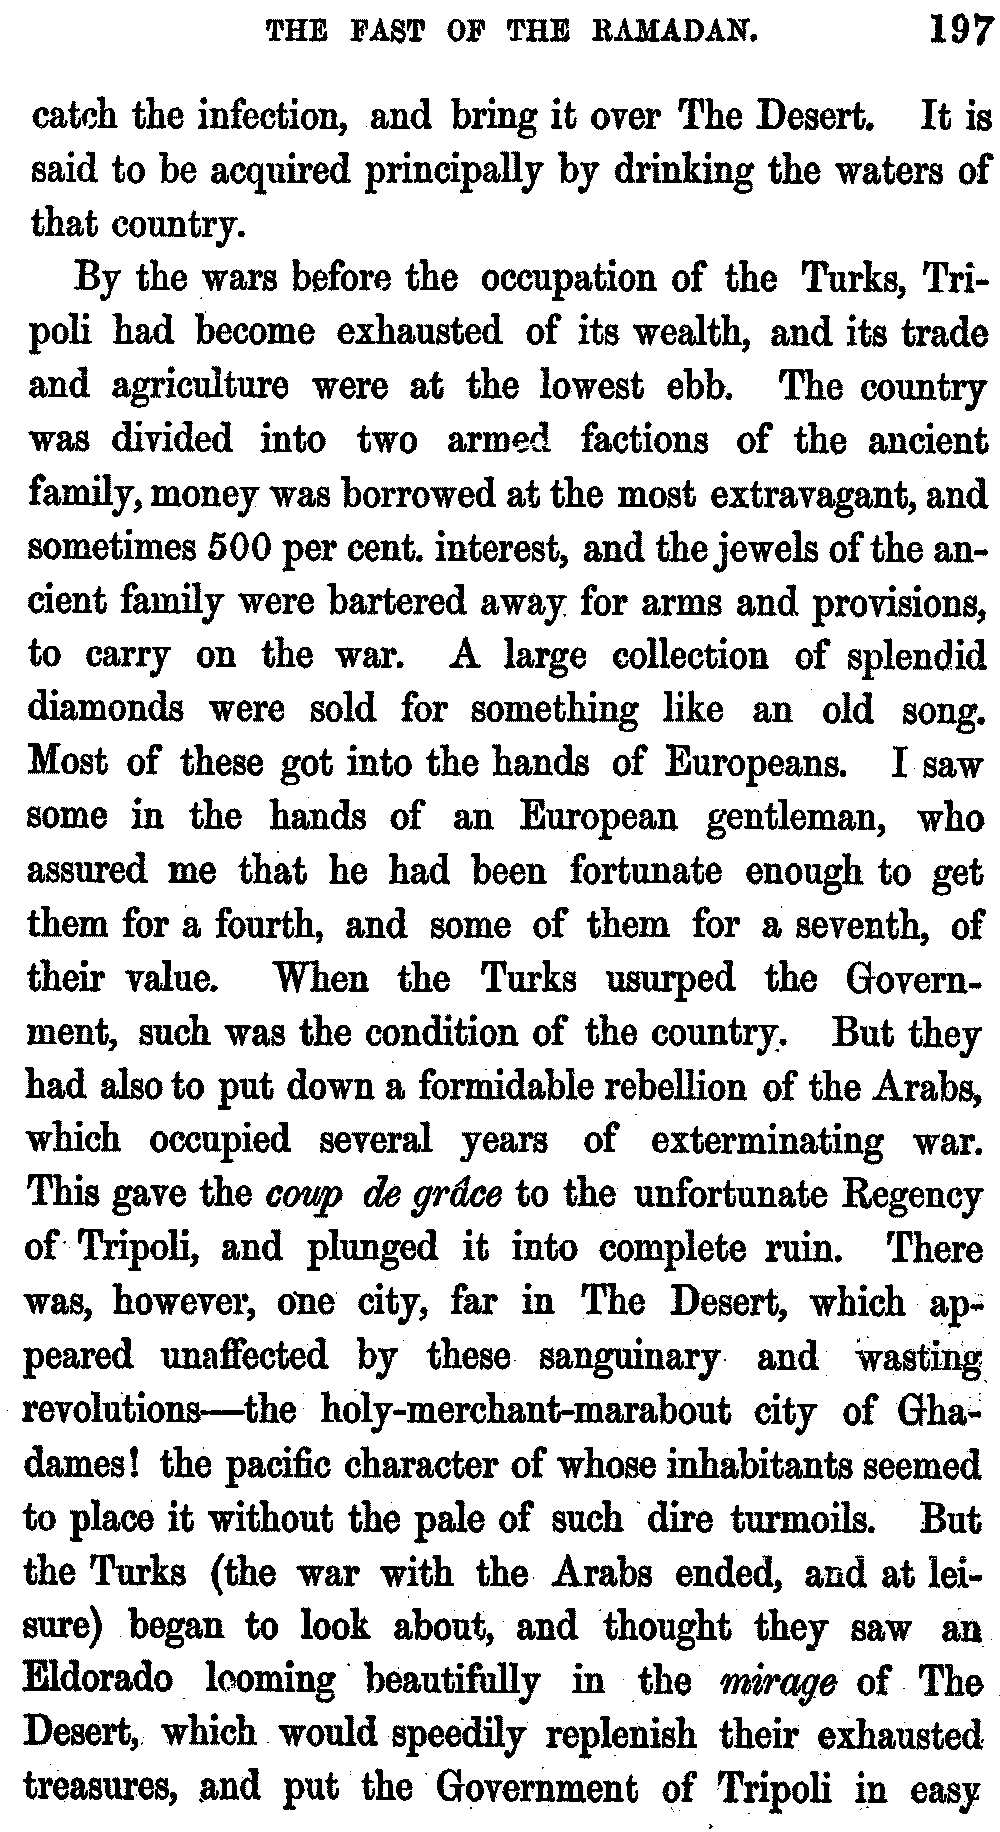 THE FAST OF THE RAMADAN. 197
catch the infection, and bring it over The Desert. It is
said to be acquired principally by drinking the waters of
that country.
By the wars before the occupation of the Turks, Tri-
poli had become exhausted of its wealth, and its trade
and agriculture were at the lowest ebb. The country
was divided into two armed factions of the ancient
family, money was borrowed at the most extravagant, and
sometimes 500 per cent. interest, and the jewels of the an-
cient family were bartered away for arms and provisions,
to carry on the war. A large collection of splendid
diamonds were sold for something like an old song.
Most of these got into the hands of Europeans. I saw
some in the hands of an European gentleman, who
assured me that he had been fortunate enough to get
them for a fourth, and some of them for a seventh, of
their value. When the Turks usurped the Govern-
ment, such was the condition of the country. But they
had also to put down a formidable rebellion of the Arabs,
which occupied several years of exterminating war.
This gave the coup de grâce to the unfortunate Regency
of Tripoli, and plunged it into complete ruin. There
was, however, one city, far in The Desert, which ap-
peared unaffected by these sanguinary and wasting
revolutions—the holy-merchant-marabout city of Gha-
dames! the pacific character of whose inhabitants seemed
to place it without the pale of such dire turmoils. But
the Turks (the war with the Arabs ended, and at lei-
sure) began to look about, and thought they saw an
Eldorado looming beautifully in the mirage of The
Desert, which would speedily replenish their exhausted
treasures, and put the Government of Tripoli in easy